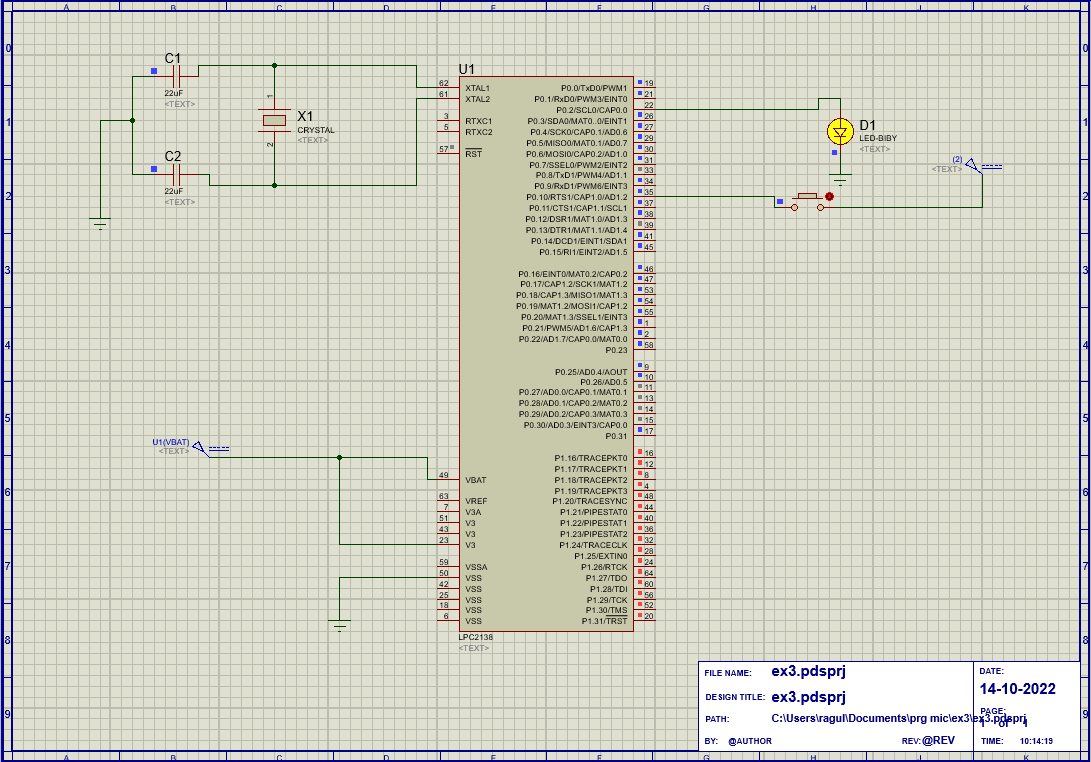 A B C D E F G H J K
0 0
1 1
2 2
3 3
4 4
5 5
6 6
7 7
8 8
9 9
C1
22uF
<TEXT>
C2
22uF
<TEXT>
1
X1
CRYSTAL
<TEXT>
2
U1
62 XTAL1
61 XTAL2
3 RTXC1
5 RTXC2
57 RST
P0.0/TxD0/PWM1 19
P0.1/RxD0/PWM3/EINT0 21
P0.2/SCL0/CAP0.0 22
P0.3/SDA0/MAT0..0/EINT1 26
P0.4/SCK0/CAP0.1/AD0.6 27
P0.5/MISO0/MAT0.1/AD0.7 29
P0.6/MOSI0/CAP0.2/AD1.0 30
P0.7/SSEL0/PWM2/EINT2 31
P0.8/TxD1/PWM4/AD1.1 33
P0.9/RxD1/PWM6/EINT3 34
P0.10/RTS1/CAP1.0/AD1.2 35
P0.11/CTS1/CAP1.1/SCL1 37
P0.12/DSR1/MAT1.0/AD1.3 38
P0.13/DTR1/MAT1.1/AD1.4 39
P0.14/DCD1/EINT1/SDA1 41
P0.15/RI1/EINT2/AD1.5 45
P0.16/EINT0/MAT0.2/CAP0.2 46
P0.17/CAP1.2/SCK1/MAT1.2 47
P0.18/CAP1.3/MISO1/MAT1.3 53
P0.19/MAT1.2/MOSI1/CAP1.2 54
P0.20/MAT1.3/SSEL1/EINT3 55
P0.21/PWM5/AD1.6/CAP1.3 1
P0.22/AD1.7/CAP0.0/MAT0.0 2
P0.23 58
P0.25/AD0.4/AOUT 9
P0.26/AD0.5 10
P0.27/AD0.0/CAP0.1/MAT0.1 11
P0.28/AD0.1/CAP0.2/MAT0.2 13
P0.29/AD0.2/CAP0.3/MAT0.3 14
P0.30/AD0.3/EINT3/CAP0.0 15
P0.31 17
P1.16/TRACEPKT0 16
P1.17/TRACEPKT1 12
P1.18/TRACEPKT2 8
P1.19/TRACEPKT3 4
P1.20/TRACESYNC 48
P1.21/PIPESTAT0 44
P1.22/PIPESTAT1 40
P1.23/PIPESTAT2 36
P1.24/TRACECLK 32
P1.25/EXTIN0 28
P1.26/RTCK 24
P1.27/TDO 64
P1.28/TDI 60
P1.29/TCK 56
P1.30/TMS 52
P1.31/TRST 20
U1(VBAT)
<TEXT>
49 VBAT
63 VREF
7 V3A
51 V3
43 V3
23 V3
59 VSSA
50 VSS
42 VSS
25 VSS
18 VSS
6 VSS
LPC2138
<TEXT>
D1
LED-BIBY
<TEXT>
(2)
<TEXT>
FILE NAME: ex3.pdsprj
DESIGN TITLE: ex3.pdsprj
PATH: C:\Users\ragul\Documents\prg mic\ex3\ex3.pdsprj
BY: @AUTHOR REV:@REV
DATE:
14-10-2022
PAGE:
1 of 1
TIME: 10:14:19
A B C D E F G H J K